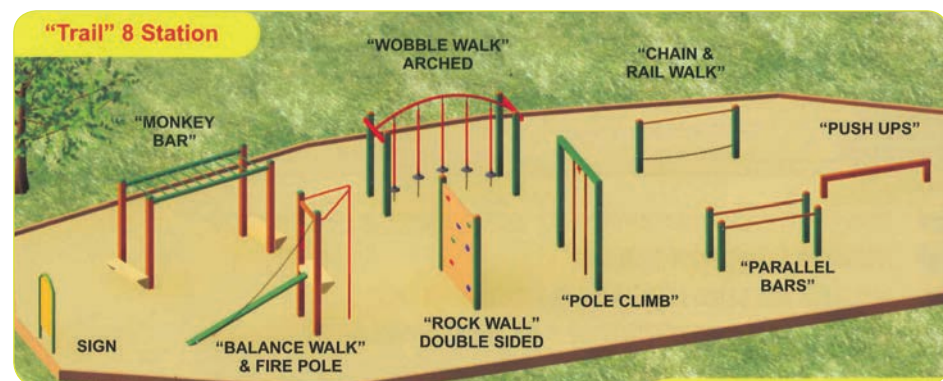 “Trail” 8 Station
“WOBBLE WALK”
ARCHED
“CHAIN &
RAIL WALK”
“MONKEY
BAR”
“PUSH UPS”
“PARALLEL
BARS”
“POLE CLIMB”
“ROCK WALL”
DOUBLE SIDED
“BALANCE WALK”
& FIRE POLE
SIGN